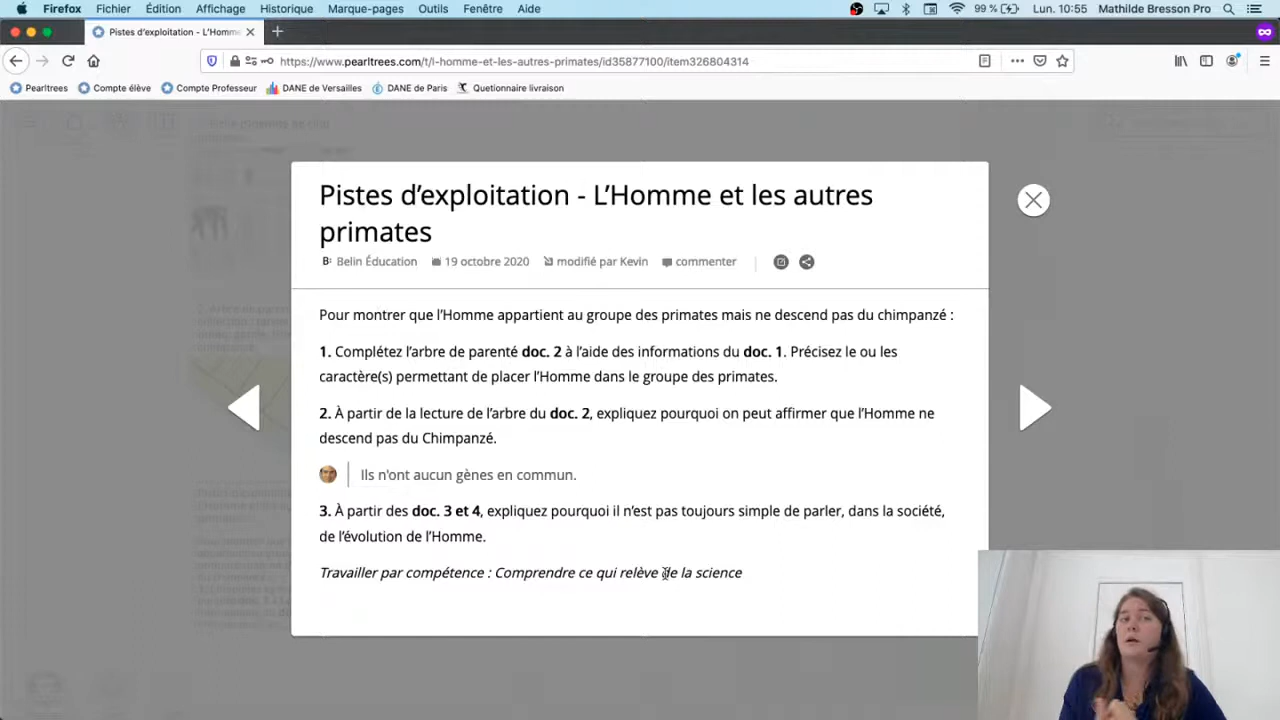 Firefox Fichier Édition Affichage Historique Marque-pages Outils Fenêtre Aide 99 % Lun. 10:55 Mathilde Bresson Pro
Pistes d'exploitation - L'Homme
https://www.pearltrees.com/t/l-homme-et-les-autres-primates/id35877100/item326804314
Pearltrees Compte élève Compte Professeur DANE de Versailles DANE de Paris Quetionnaire livraison
Pistes d'exploitation - L'Homme et les autres
primates
B: Belin Éducation 19 octobre 2020 modifié par Kevin commenter
Pour montrer que l'Homme appartient au groupe des primates mais ne descend pas du chimpanzé :
1. Complétez l'arbre de parenté doc. 2 à l'aide des informations du doc. 1. Précisez le ou les
caractère(s) permettant de placer l'Homme dans le groupe des primates.
2. À partir de la lecture de l'arbre du doc. 2, expliquez pourquoi on peut affirmer que l'Homme ne
descend pas du Chimpanzé.
Ils n'ont aucun gènes en commun.
3. À partir des doc. 3 et 4, expliquez pourquoi il n'est pas toujours simple de parler, dans la société,
de l'évolution de l'Homme.
Travailler par compétence : Comprendre ce qui relève de la science